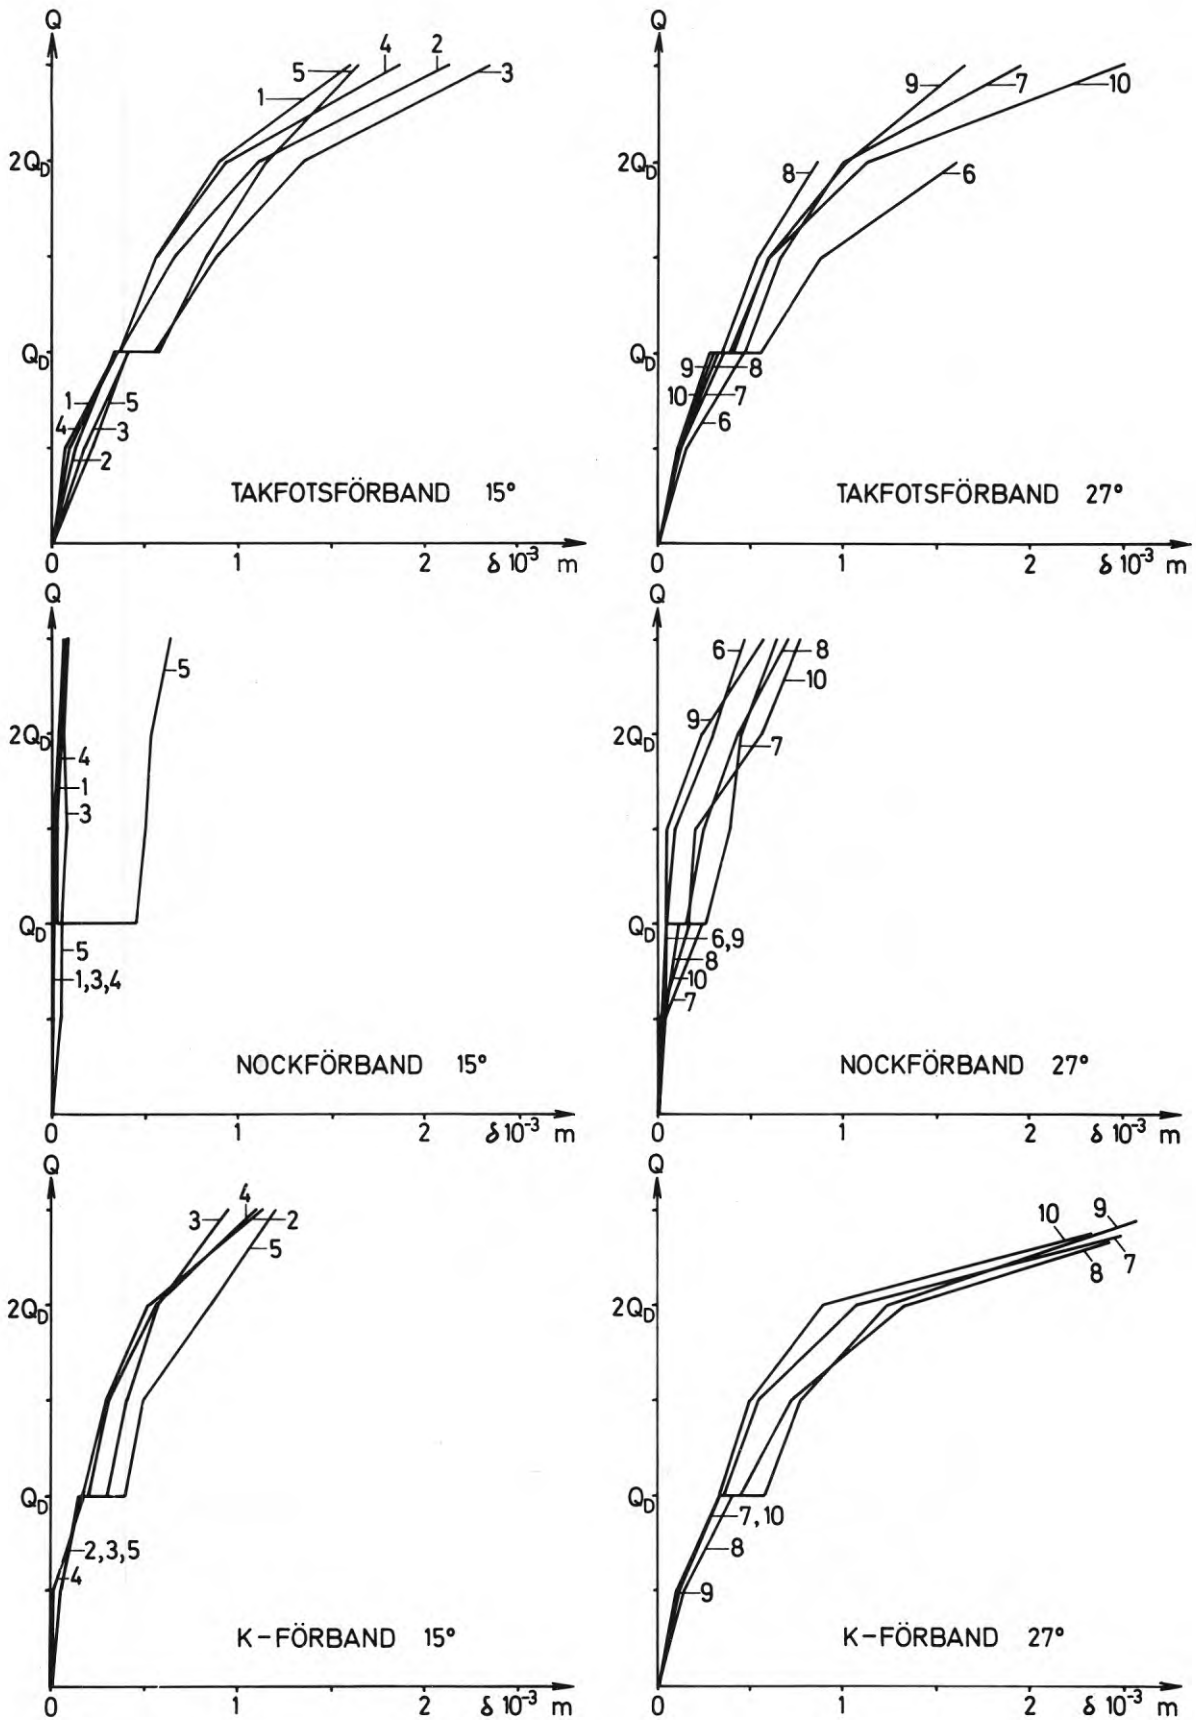 Q
4 2
5 3
1
2Q_D
Q_D
1 5
4 3
2
TAKFOTSFÖRBAND 15°
0 1 2 δ 10⁻³ m
Q
9 7 10
8
6
2Q_D
Q_D
9 8
10 7
6
TAKFOTSFÖRBAND 27°
0 1 2 δ 10⁻³ m
Q
5
2Q_D
4
1
3
Q_D
5
1,3,4
NOCKFÖRBAND 15°
0 1 2 δ 10⁻³ m
Q
6 8
10
9
2Q_D
7
Q_D
6,9
8
10
7
NOCKFÖRBAND 27°
0 1 2 δ 10⁻³ m
Q
4
3 2
5
2Q_D
Q_D
2,3,5
4
K-FÖRBAND 15°
0 1 2 δ 10⁻³ m
Q
10 9
7
8
2Q_D
Q_D
7,10
8
9
K-FÖRBAND 27°
0 1 2 δ 10⁻³ m